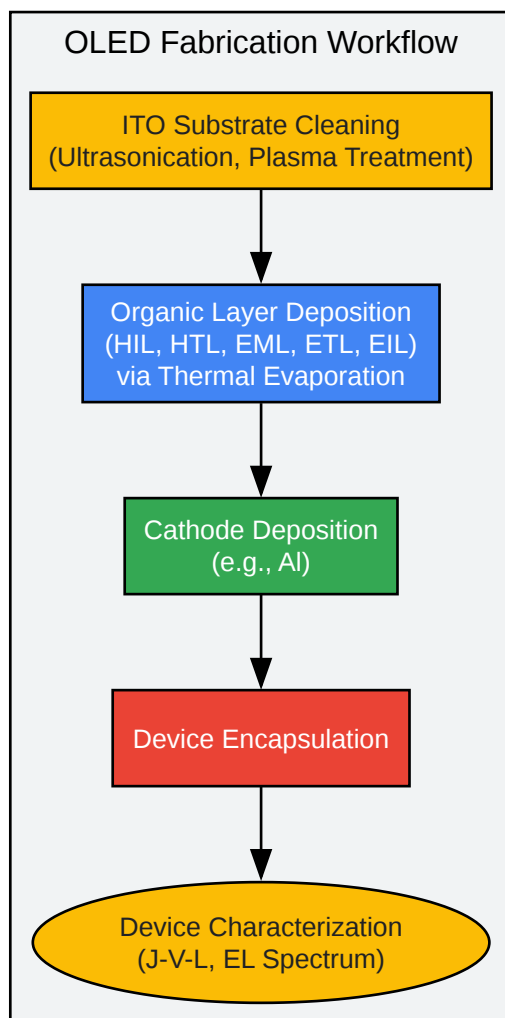 OLED Fabrication Workflow
ITO Substrate Cleaning
(Ultrasonication, Plasma Treatment)
Organic Layer Deposition
(HIL, HTL, EML, ETL, EIL)
via Thermal Evaporation
Cathode Deposition
(e.g., Al)
Device Encapsulation
Device Characterization
(J-V-L, EL Spectrum)